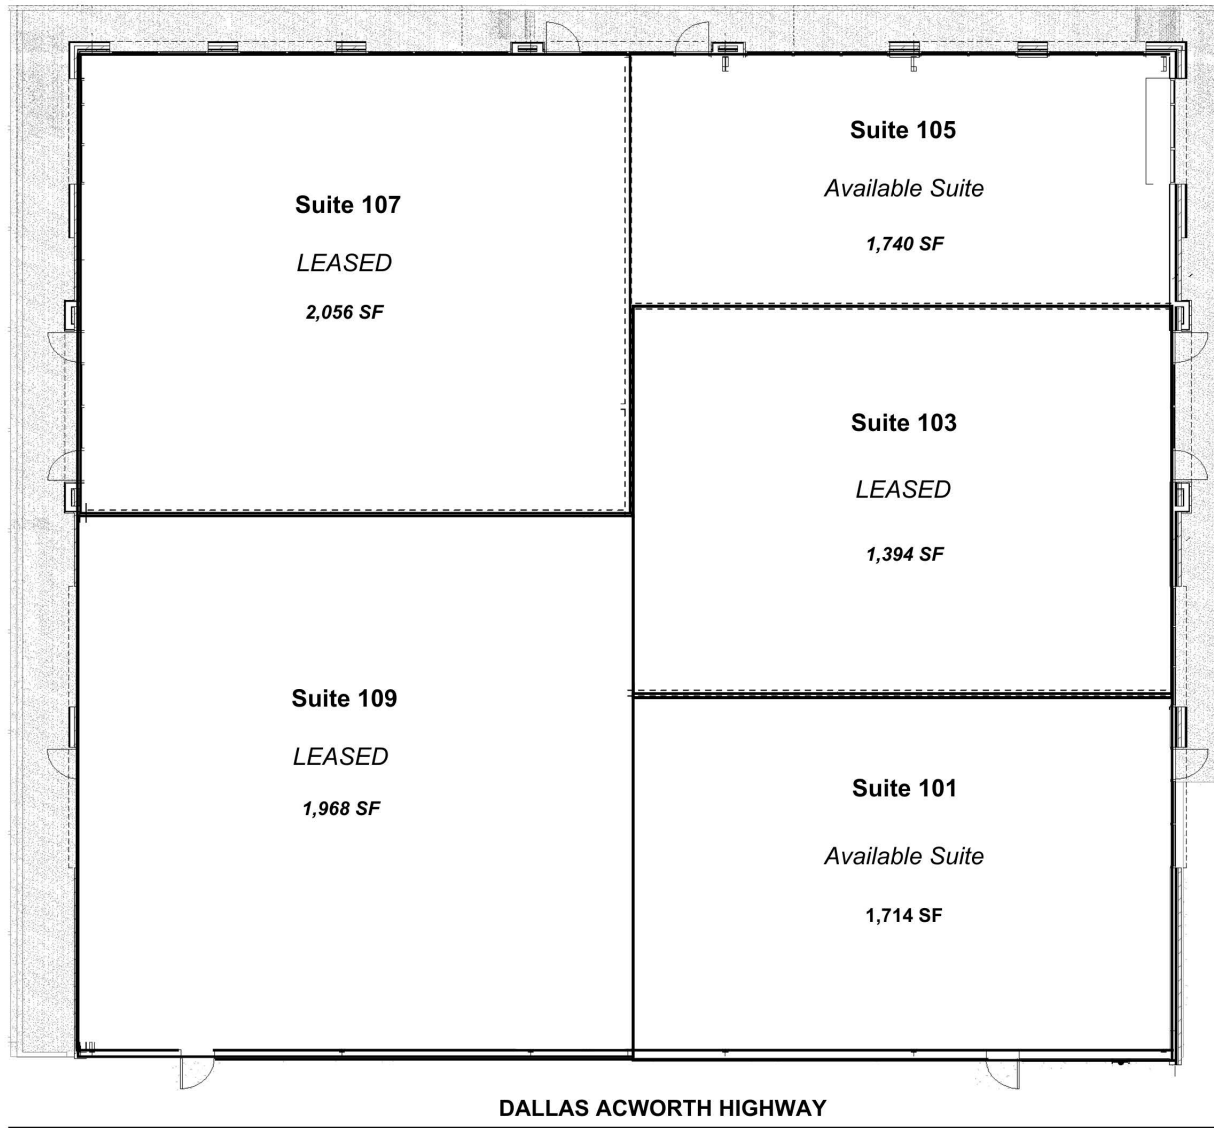 Suite 107
LEASED
2,056 SF
Suite 105
Available Suite
1,740 SF
Suite 103
LEASED
1,394 SF
Suite 109
LEASED
1,968 SF
Suite 101
Available Suite
1,714 SF
DALLAS ACWORTH HIGHWAY